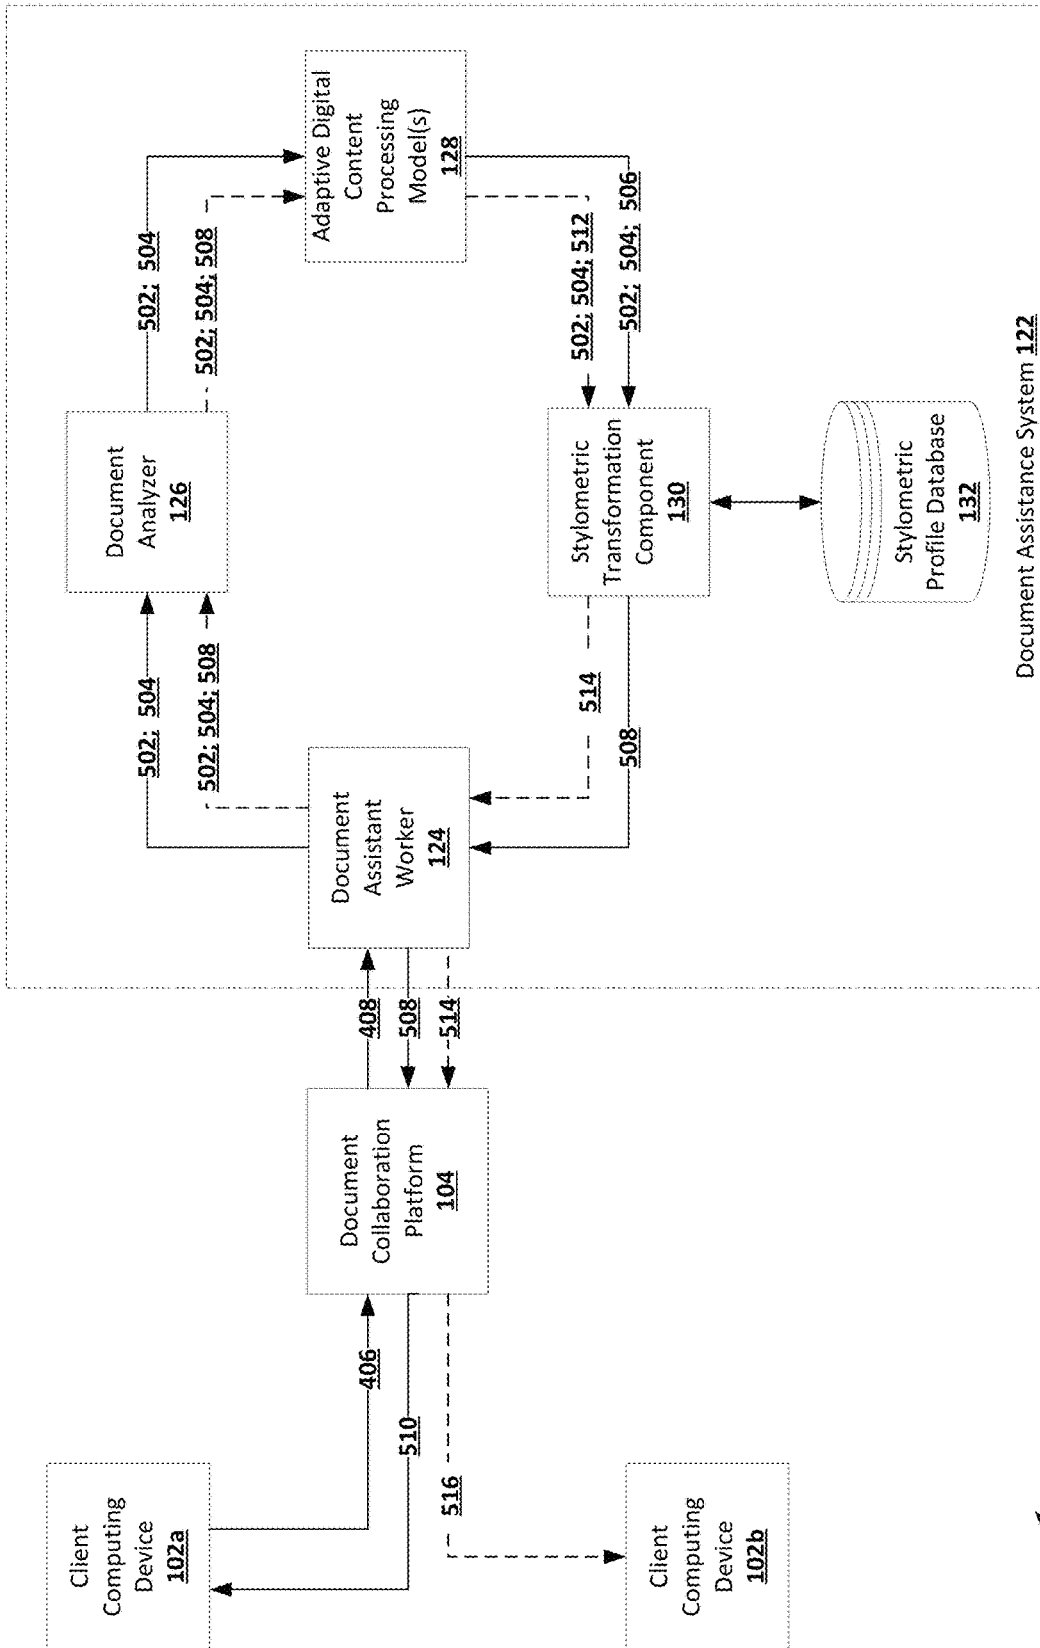 Client
Computing
Device
102a
406
510
516
Client
Computing
Device
102b
Document
Collaboration
Platform
104
408
508
514
Document
Assistant
Worker
124
502; 504
502; 504; 508
Document
Analyzer
126
502; 504
502; 504; 508
Adaptive Digital
Content
Processing
Model(s)
128
502; 504; 512
502; 504; 506
Stylometric
Transformation
Component
130
514
508
Stylometric
Profile Database
132
Document Assistance System 122